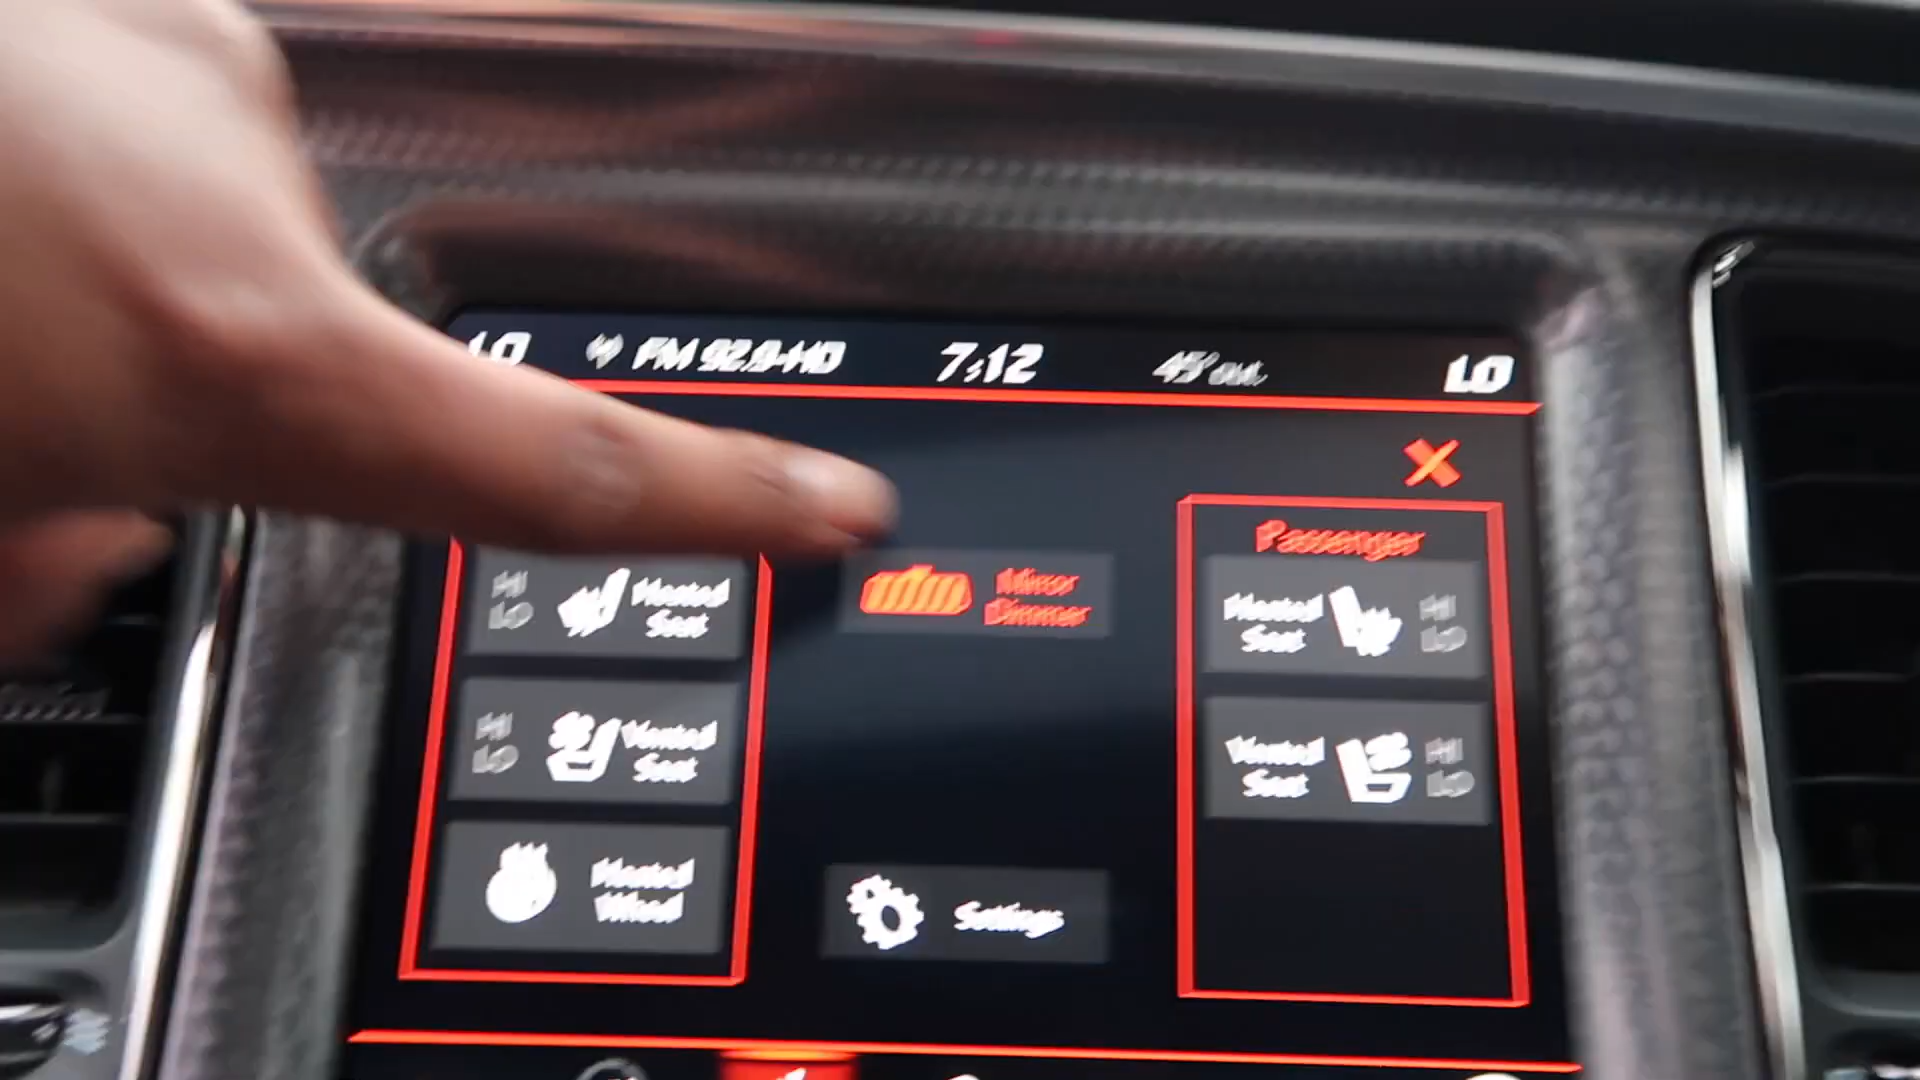 LO FM 92.9-HD 7:12 45° out LO
Passenger
HI
LO
Heated
Seat
Mirror
Dimmer
Heated
Seat
HI
LO
HI
LO
Vented
Seat
Vented
Seat
HI
LO
Heated
Wheel
Settings